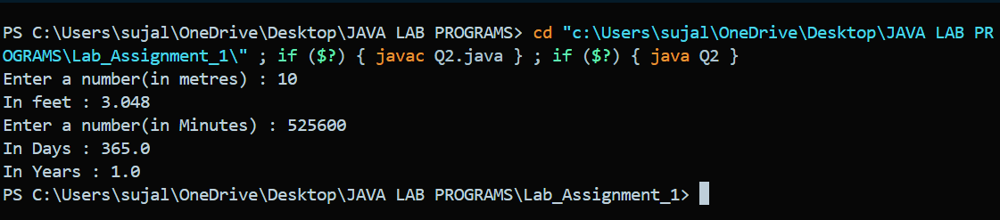 PS C:\Users\sujal\OneDrive\Desktop\JAVA LAB PROGRAMS> cd "c:\Users\sujal\OneDrive\Desktop\JAVA LAB PR
OGRAMS\Lab_Assignment_1\" ; if ($?) { javac Q2.java } ; if ($?) { java Q2 }
Enter a number(in metres) : 10
In feet : 3.048
Enter a number(in Minutes) : 525600
In Days : 365.0
In Years : 1.0
PS C:\Users\sujal\OneDrive\Desktop\JAVA LAB PROGRAMS\Lab_Assignment_1>